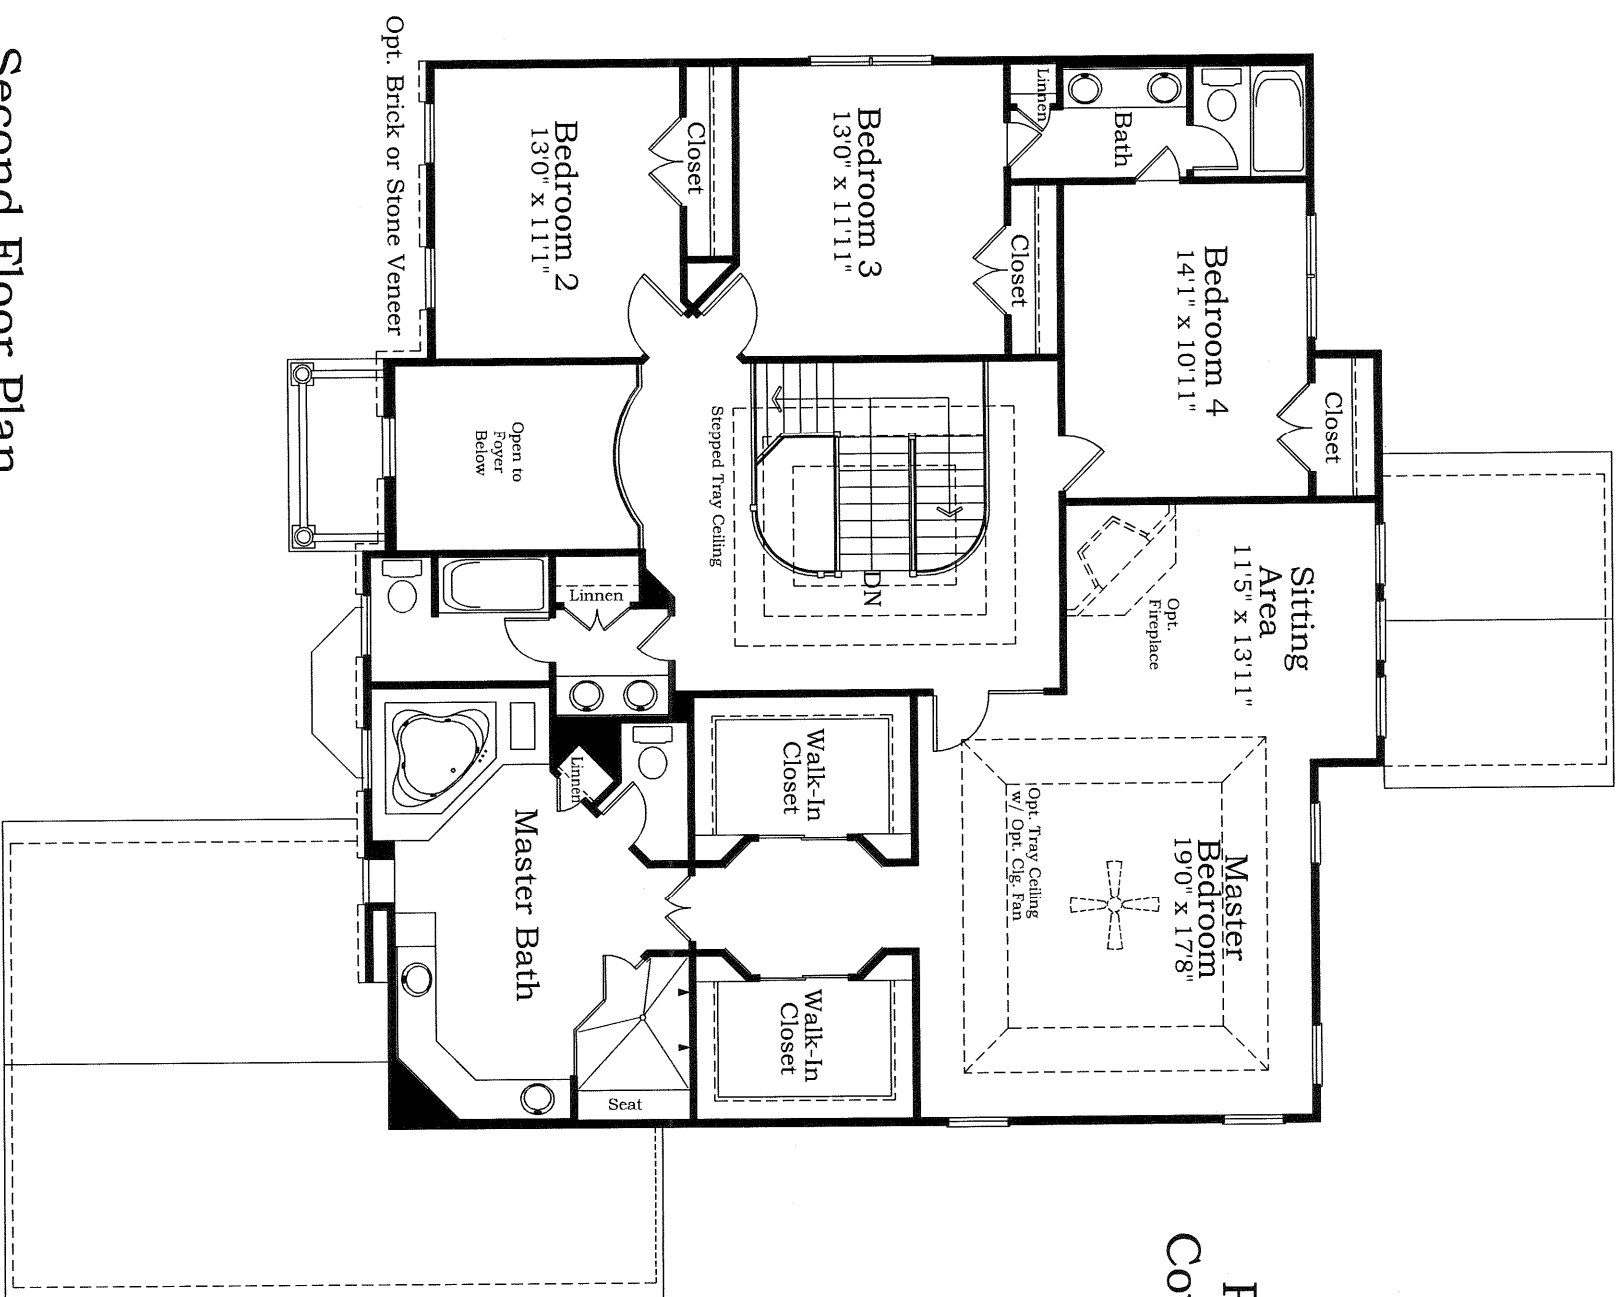 Second Floor Plan
Opt. Brick or Stone Veneer
Bedroom 2
13'0" x 11'1"
Closet
Bedroom 3
13'0" x 11'11"
Closet
Linnen
Bath
Bedroom 4
14'1" x 10'11"
Closet
Open to
Foyer
Below
Stepped Tray Ceiling
DN
Sitting
Area
11'5" x 13'11"
Opt.
Fireplace
Linnen
Linnen
Walk-In
Closet
Master
Bedroom
19'0" x 17'8"
Opt. Tray Ceiling
w/ Opt. Clg. Fan
Master Bath
Walk-In
Closet
Seat